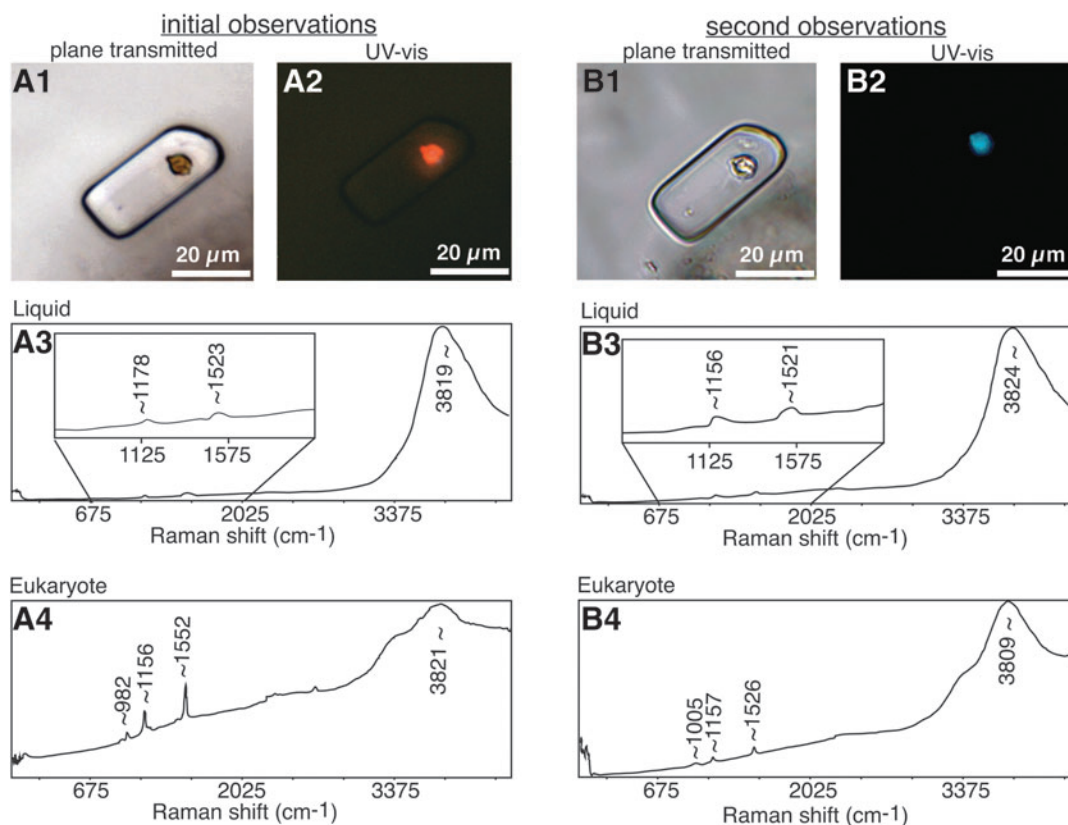 initial observations
second observations
plane transmitted
UV-vis
plane transmitted
UV-vis
A1
A2
B1
B2
20 µm
20 µm
20 µm
20 µm
Liquid
Liquid
A3
~1178
~1523
3819 ~
1125
1575
675
2025
3375
Raman shift (cm-1)
B3
~1156
~1521
3824 ~
1125
1575
675
2025
3375
Raman shift (cm-1)
Eukaryote
Eukaryote
A4
~982
~1156
~1552
3821 ~
675
2025
3375
Raman shift (cm-1)
B4
~1005
~1157
~1526
3809 ~
675
2025
3375
Raman shift (cm-1)